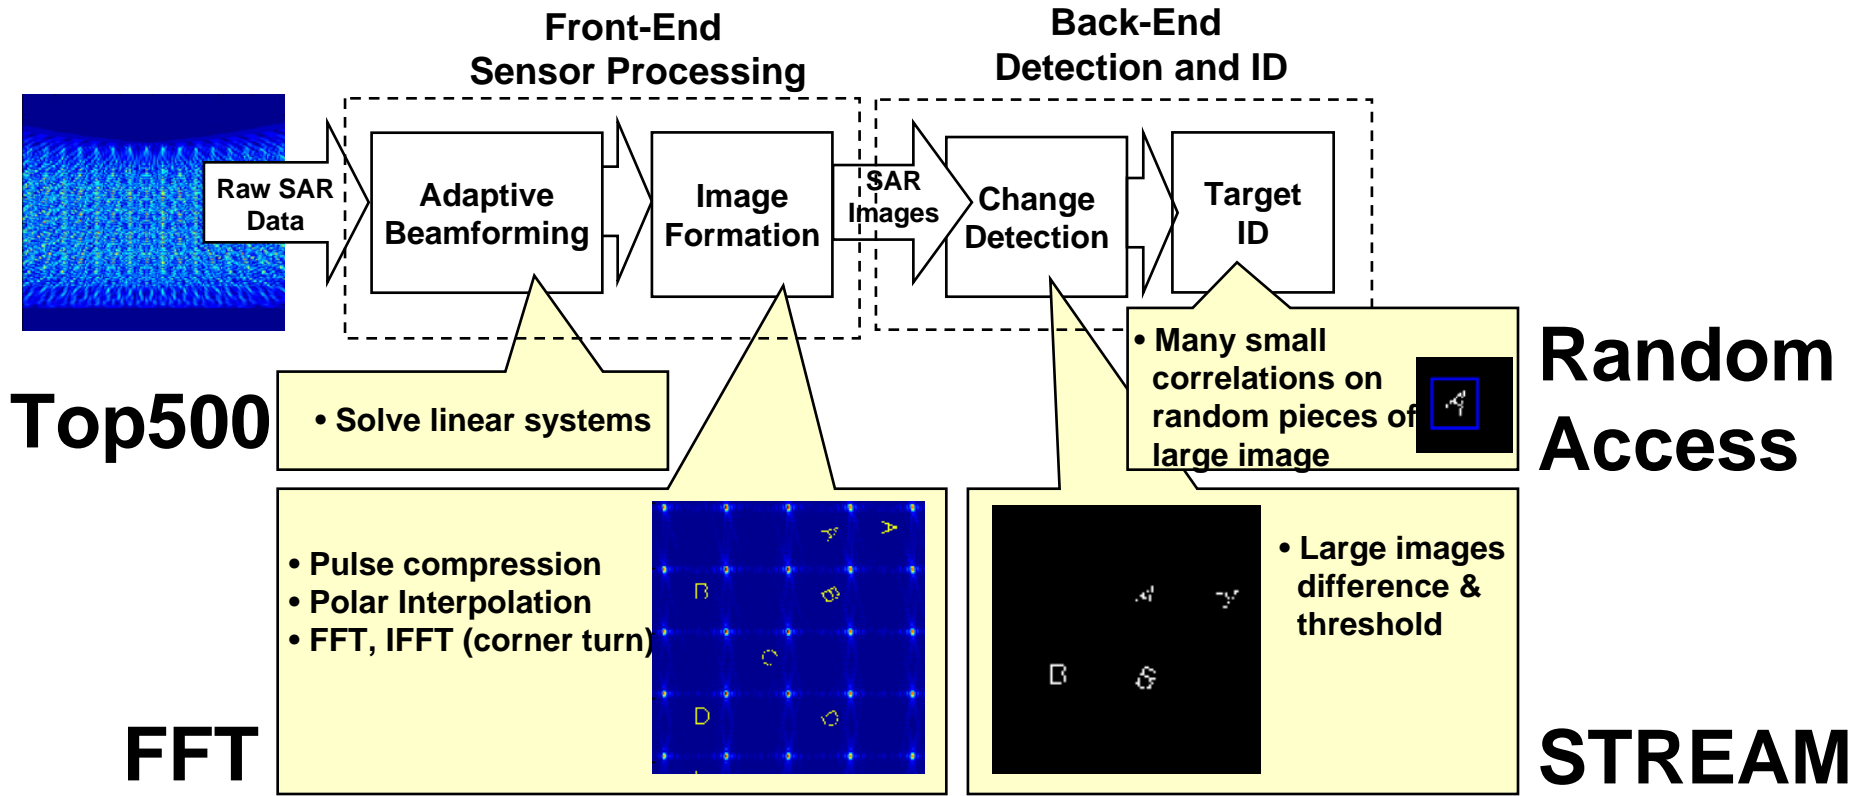 Front-End
Sensor Processing
Back-End
Detection and ID
Raw SAR
Data
Adaptive
Beamforming
Image
Formation
SAR
Images
Change
Detection
Target
ID
Top500
• Solve linear systems
• Many small
correlations on
random pieces of
large image
Random
Access
FFT
• Pulse compression
• Polar Interpolation
• FFT, IFFT (corner turn)
A
B
C
D
B
• Large images
difference &
threshold
STREAM